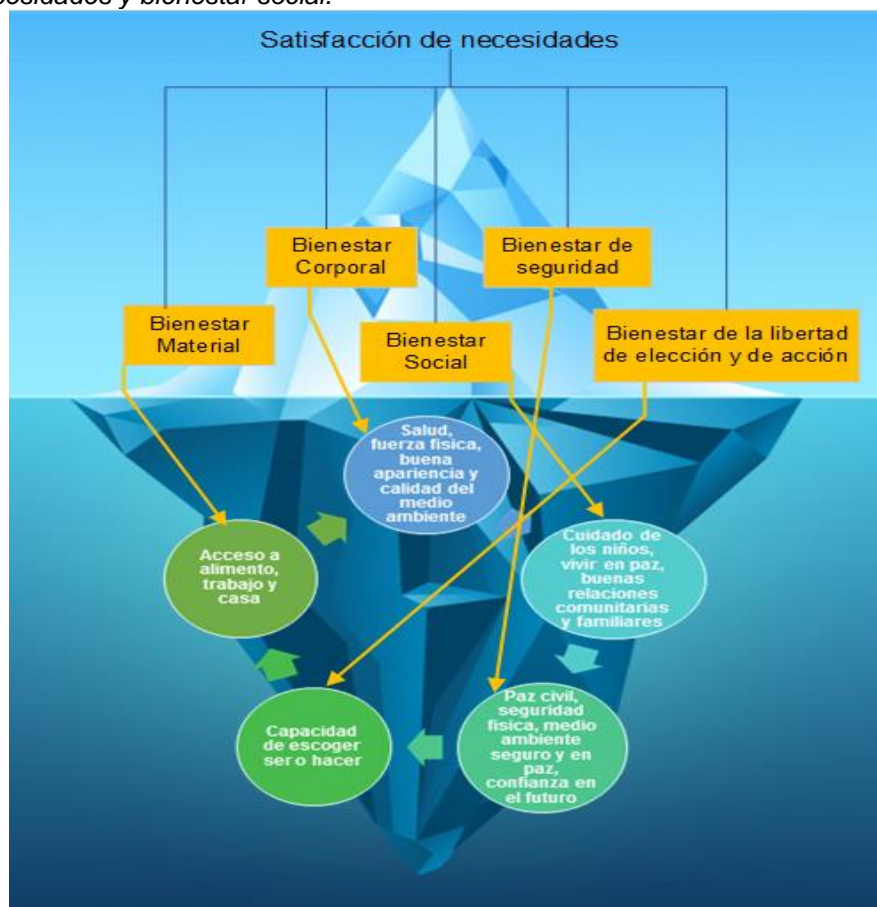 y bienestar social.
Satisfacción de necesidades
Bienestar
Corporal
Bienestar de
seguridad
Bienestar
Material
Bienestar
Social
Bienestar de la libertad
de elección y de acción
Salud,
fuerza física,
buena
apariencia y
calidad del
medio
ambiente
Acceso a
alimento,
trabajo y
casa
Cuidado de
los niños,
vivir en paz,
buenas
relaciones
comunitarias
y familiares
Capacidad
de escoger
ser o hacer
Paz civil,
seguridad
física, medio
ambiente
seguro y en
paz,
confianza en
el futuro